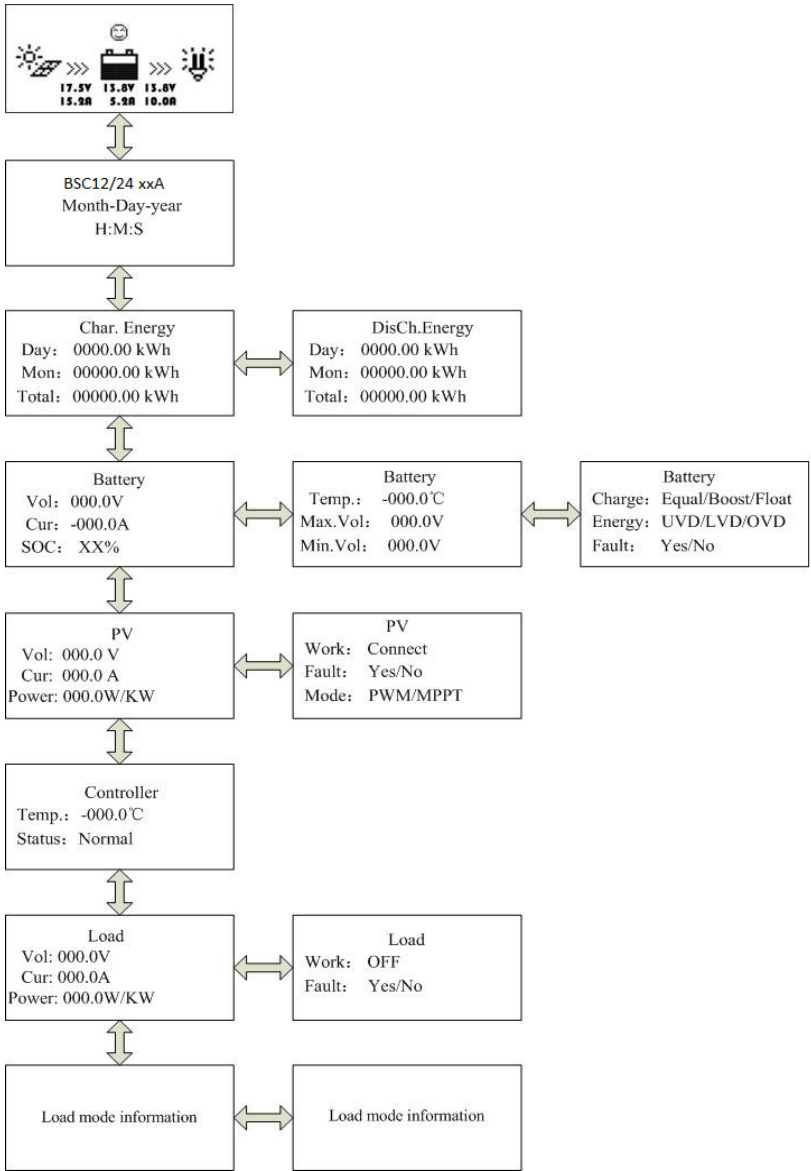 17.5V 13.8V 13.8V
15.2A 5.2A 10.0A
BSC12/24 xxA
Month-Day-year
H:M:S
Char. Energy
Day： 0000.00 kWh
Mon： 00000.00 kWh
Total：00000.00 kWh
DisCh.Energy
Day： 0000.00 kWh
Mon： 00000.00 kWh
Total：00000.00 kWh
Battery
Vol：000.0V
Cur：-000.0A
SOC： XX%
Battery
Temp.： -000.0℃
Max.Vol： 000.0V
Min.Vol： 000.0V
Battery
Charge：Equal/Boost/Float
Energy：UVD/LVD/OVD
Fault： Yes/No
PV
Vol: 000.0 V
Cur: 000.0 A
Power: 000.0W/KW
PV
Work： Connect
Fault： Yes/No
Mode： PWM/MPPT
Controller
Temp.：-000.0℃
Status：Normal
Load
Vol: 000.0V
Cur: 000.0A
Power: 000.0W/KW
Load
Work： OFF
Fault： Yes/No
Load mode information
Load mode information